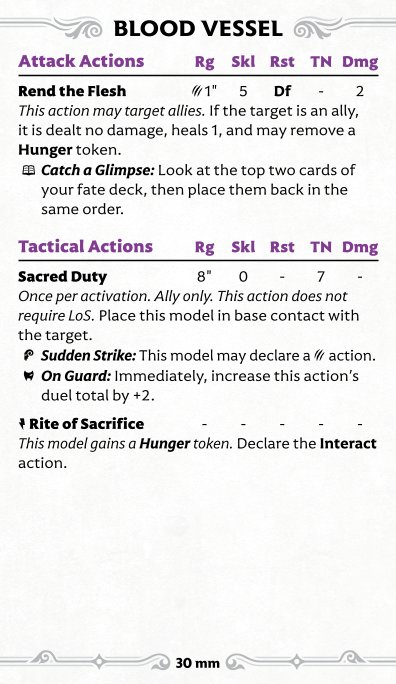 BLOOD VESSEL
Attack Actions Rg Skl Rst TN Dmg
Rend the Flesh 1" 5 Df - 2
This action may target allies. If the target is an ally,
it is dealt no damage, heals 1, and may remove a
Hunger token.
Catch a Glimpse: Look at the top two cards of
your fate deck, then place them back in the
same order.
Tactical Actions Rg Skl Rst TN Dmg
Sacred Duty 8" 0 - 7 -
Once per activation. Ally only. This action does not
require LoS. Place this model in base contact with
the target.
Sudden Strike: This model may declare a action.
On Guard: Immediately, increase this action's
duel total by +2.
Rite of Sacrifice - - - - -
This model gains a Hunger token. Declare the Interact
action.
30 mm